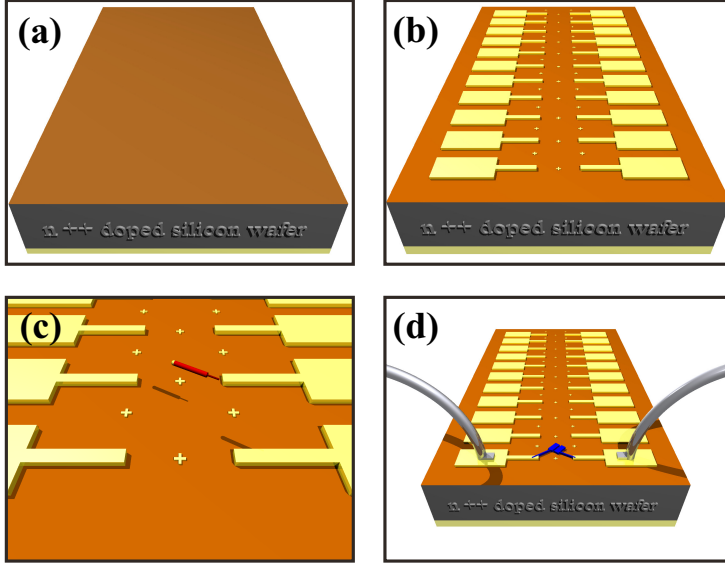 (a)
n ++ doped silicon wafer
(b)
n ++ doped silicon wafer
(c)
(d)
n ++ doped silicon wafer